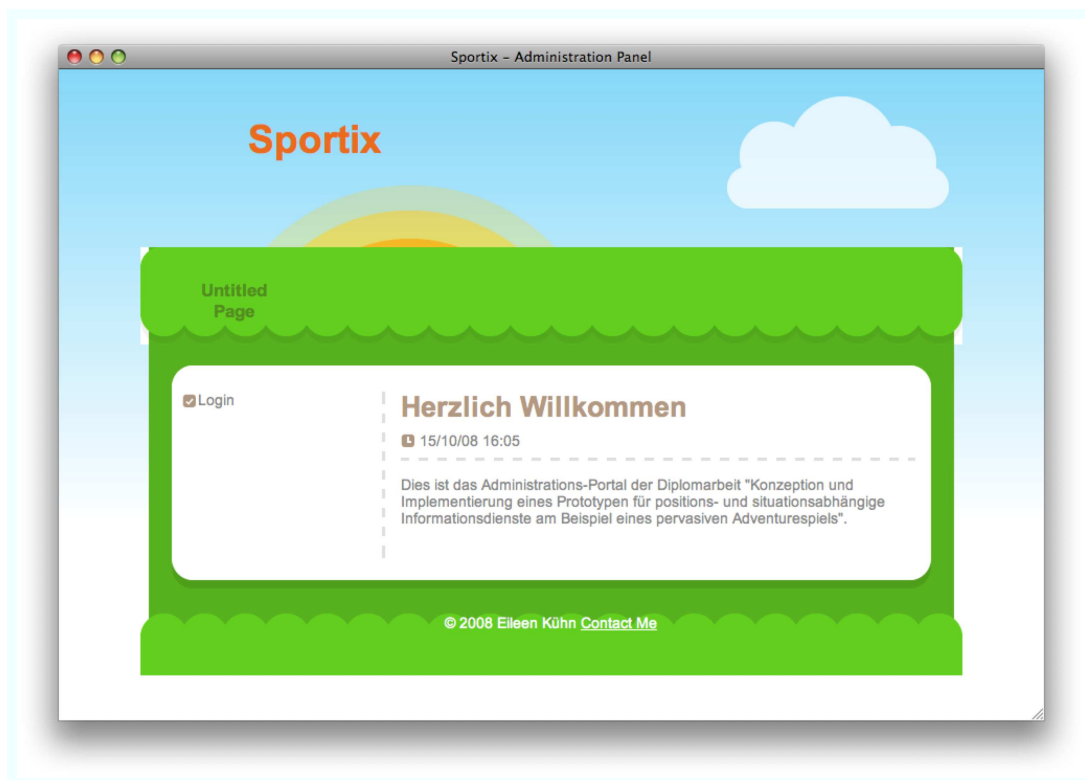 Sportix – Administration Panel
Sportix
Untitled
Page
Login
Herzlich Willkommen
15/10/08 16:05
Dies ist das Administrations-Portal der Diplomarbeit "Konzeption und
Implementierung eines Prototypen für positions- und situationsabhängige
Informationsdienste am Beispiel eines pervasiven Adventurespiels".
© 2008 Eileen Kühn Contact Me